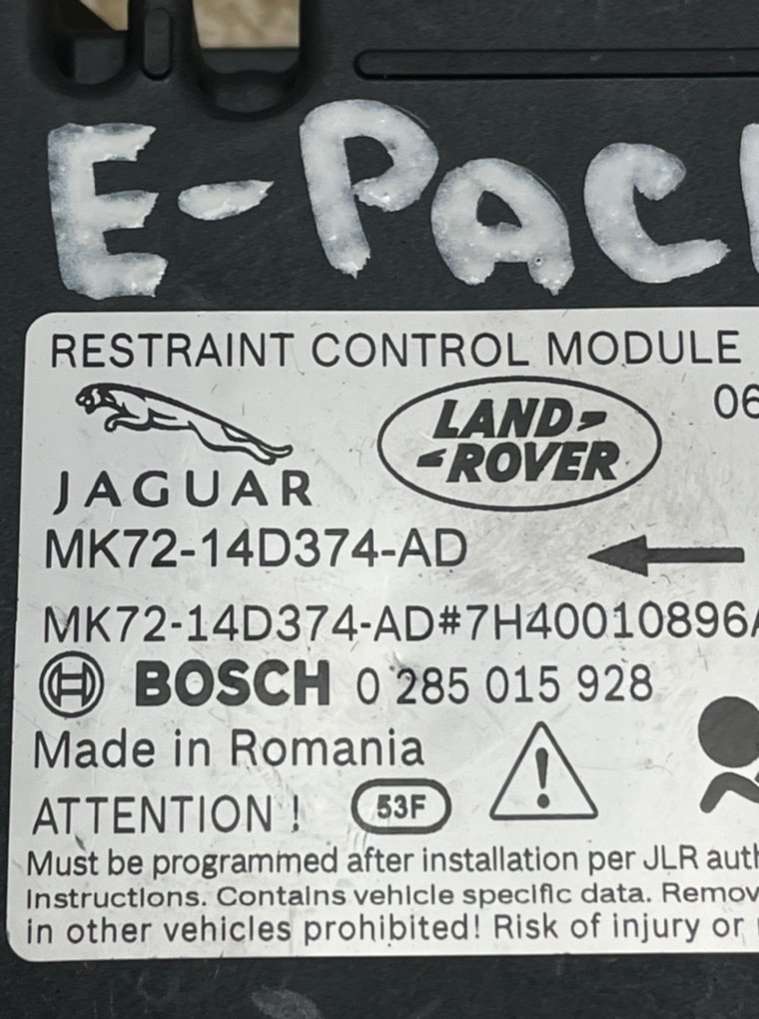 E-PAC
RESTRAINT CONTROL MODULE
LAND-
-ROVER
06
JAGUAR
MK72-14D374-AD
MK72-14D374-AD#7H40010896
BOSCH 0 285 015 928
Made in Romania
ATTENTION ! 53F
Must be programmed after installation per JLR auth
instructions. Contains vehicle specific data. Remov
in other vehicles prohibited! Risk of injury or